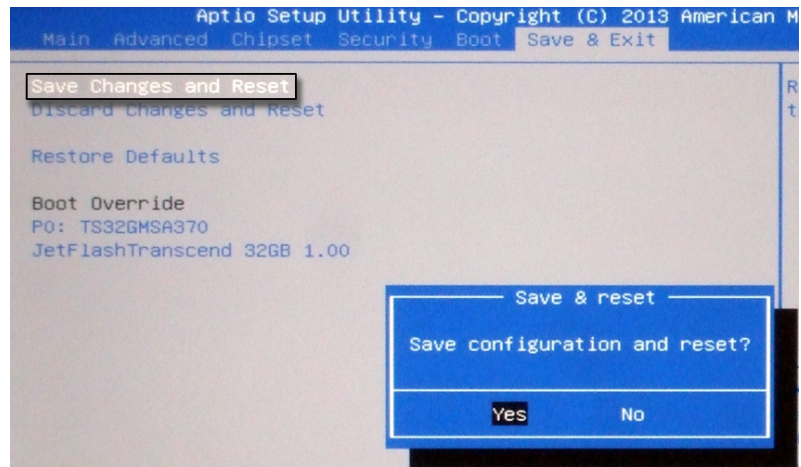 Aptio Setup Utility – Copyright (C) 2013 American M
Main Advanced Chipset Security Boot Save & Exit
Save Changes and Reset
Discard Changes and Reset
Restore Defaults
Boot Override
P0: TS32GMSA370
JetFlashTranscend 32GB 1.00
R
t
Save & reset
Save configuration and reset?
Yes No